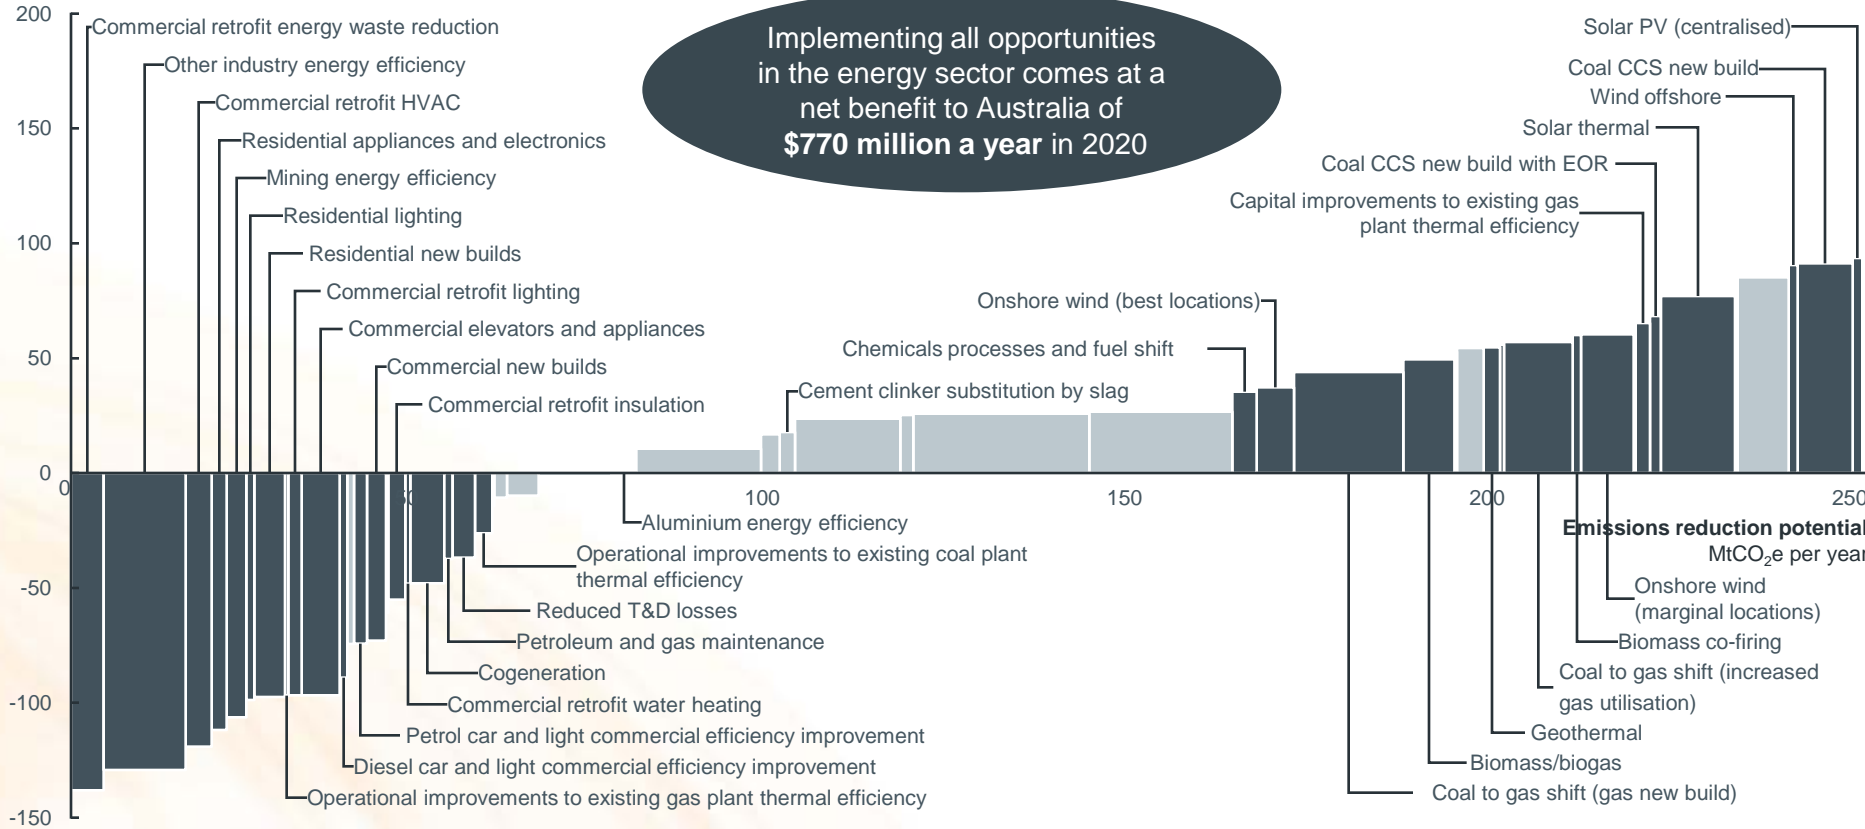 200
Commercial retrofit energy waste reduction
Other industry energy efficiency
Commercial retrofit HVAC
150
Residential appliances and electronics
Mining energy efficiency
Residential lighting
100
Residential new builds
Commercial retrofit lighting
Commercial elevators and appliances
50
Commercial new builds
Commercial retrofit insulation
0
Implementing all opportunities
in the energy sector comes at a
net benefit to Australia of
$770 million a year in 2020
Solar PV (centralised)
Coal CCS new build
Wind offshore
Solar thermal
Coal CCS new build with EOR
Capital improvements to existing gas
plant thermal efficiency
Onshore wind (best locations)
Chemicals processes and fuel shift
Cement clinker substitution by slag
0
50
100
150
200
250
Emissions reduction potential
MtCO₂e per year
-50
-100
-150
Aluminium energy efficiency
Operational improvements to existing coal plant
thermal efficiency
Reduced T&D losses
Petroleum and gas maintenance
Cogeneration
Commercial retrofit water heating
Petrol car and light commercial efficiency improvement
Diesel car and light commercial efficiency improvement
Operational improvements to existing gas plant thermal efficiency
Onshore wind
(marginal locations)
Biomass co-firing
Coal to gas shift (increased
gas utilisation)
Geothermal
Biomass/biogas
Coal to gas shift (gas new build)